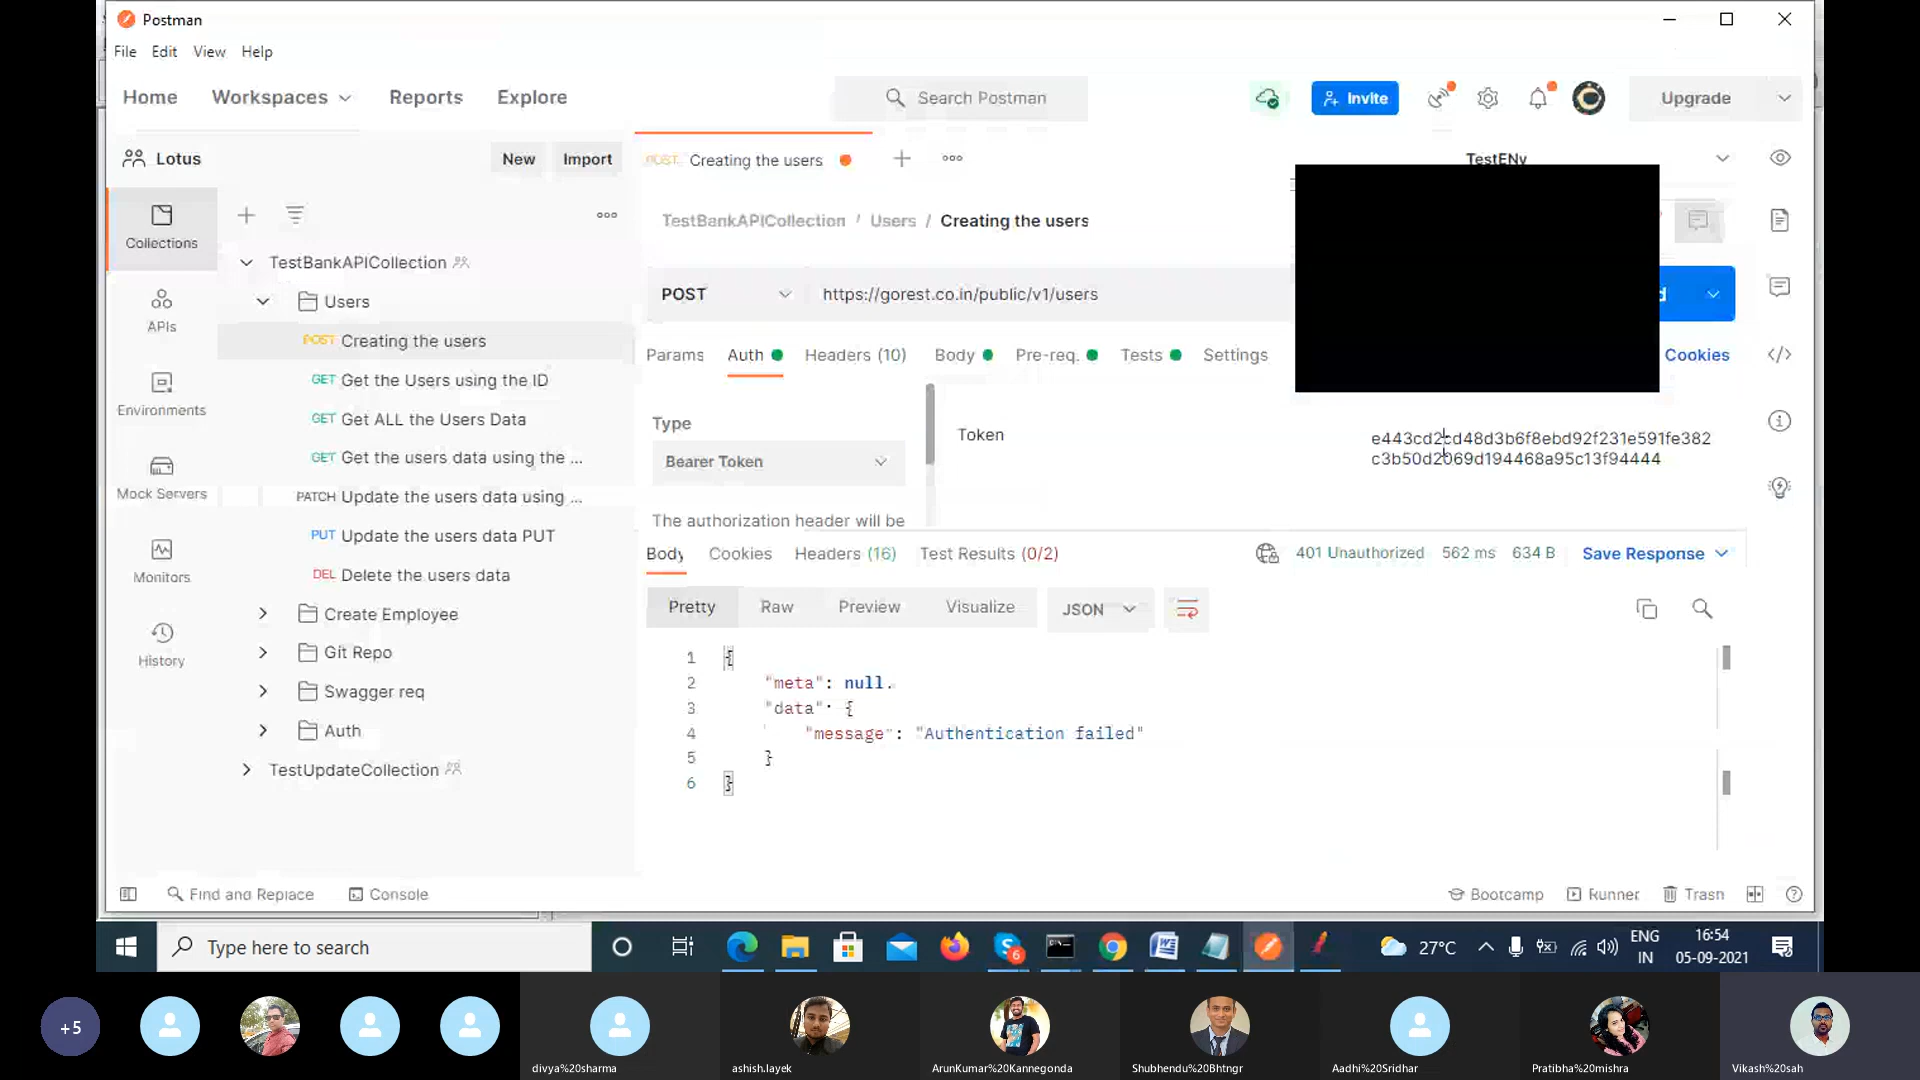 Postman
File Edit View Help
Home Workspaces Reports Explore
Search Postman
Invite
Upgrade
Lotus
New
Import
POST Creating the users
TestENv
Collections
APIs
Environments
Mock Servers
Monitors
History
TestBankAPICollection
Users
POST Creating the users
GET Get the Users using the ID
GET Get ALL the Users Data
GET Get the users data using the ...
PATCH Update the users data using ...
PUT Update the users data PUT
DEL Delete the users data
Create Employee
Git Repo
Swagger req
Auth
TestUpdateCollection
TestBankAPICollection / Users / Creating the users
POST
https://gorest.co.in/public/v1/users
Params Auth Headers (10) Body Pre-req. Tests Settings
Cookies
Type
Bearer Token
The authorization header will be
Token
e443cd2cd48d3b6f8ebd92f231e591fe382
c3b50d2069d194468a95c13f94444
Body Cookies Headers (16) Test Results (0/2)
401 Unauthorized 562 ms 634 B Save Response
Pretty Raw Preview Visualize JSON
1 {
2 "meta": null,
3 "data": {
4 "message": "Authentication failed"
5 }
6 }
Find and Replace
Console
Bootcamp
Runner
Trash
Type here to search
6
27°C
ENG
IN
16:54
05-09-2021
+5
divya%20sharma
ashish.layek
ArunKumar%20Kannegonda
Shubhendu%20Bhtngr
Aadhi%20Sridhar
Pratibha%20mishra
Vikash%20sah